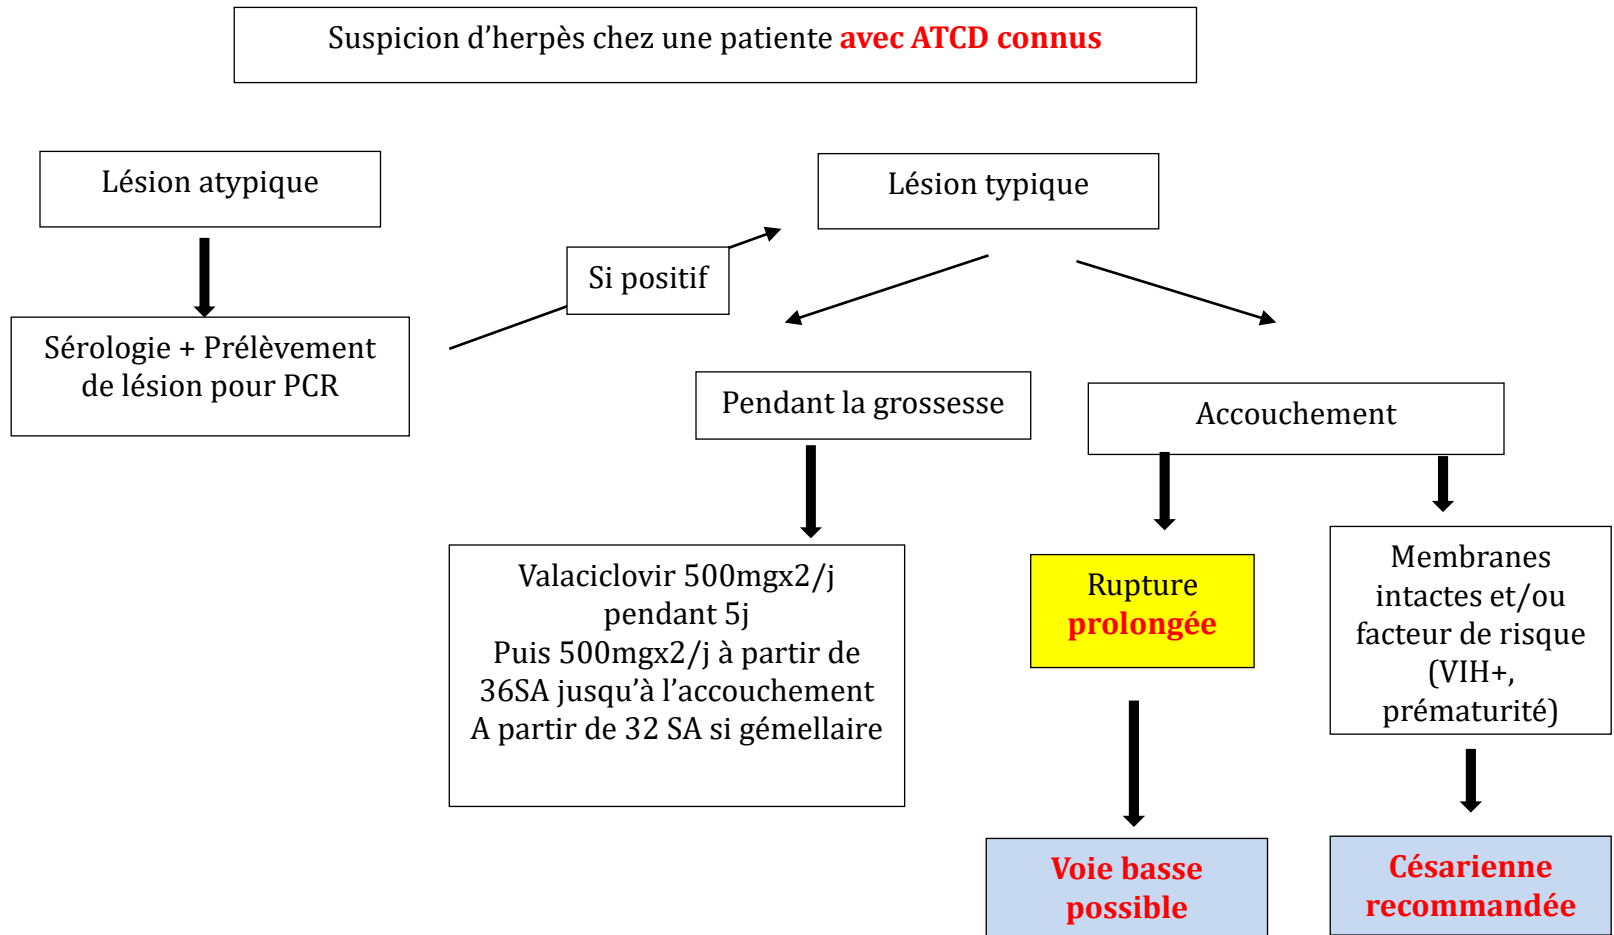 Suspicion d’herpès chez une patiente avec ATCD connus
Lésion atypique
Lésion typique
Si positif
Sérologie + Prélèvement
de lésion pour PCR
Pendant la grossesse
Accouchement
Valaciclovir 500mgx2/j
pendant 5j
Puis 500mgx2/j à partir de
36SA jusqu’à l’accouchement
A partir de 32 SA si gémellaire
Rupture
prolongée
Membranes
intactes et/ou
facteur de risque
(VIH+,
prématurité)
Voie basse
possible
Césarienne
recommandée